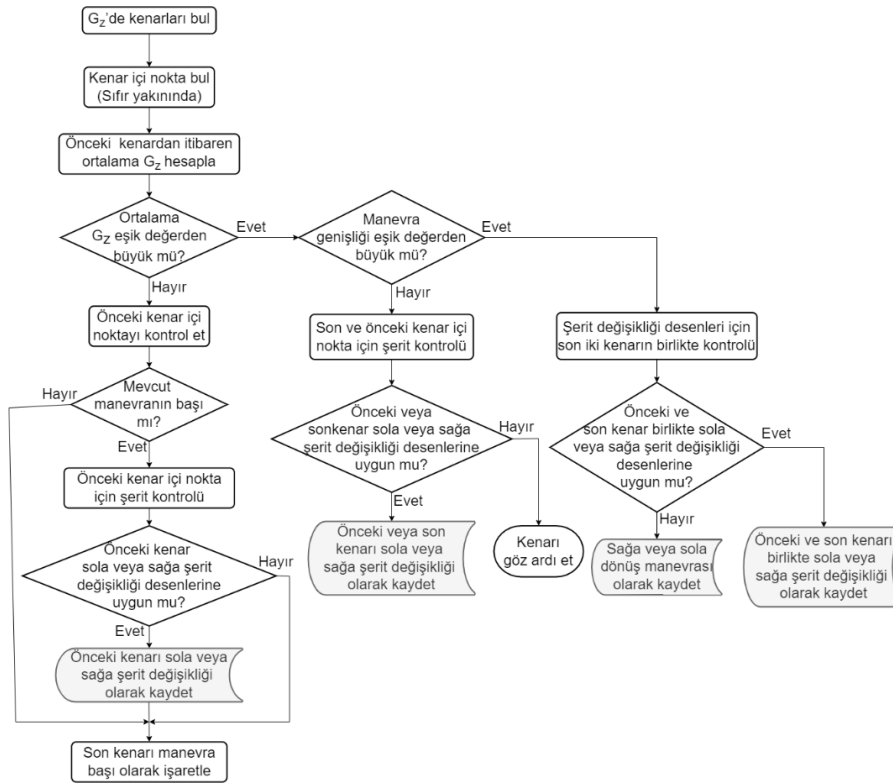 G_Z'de kenarları bul
Kenar içi nokta bul
(Sıfır yakınında)
Önceki kenardan itibaren
ortalama G_Z hesapla
Ortalama
G_Z eşik değerden
büyük mü?
Evet
Hayır
Manevra
genişliği eşik değerden
büyük mü?
Evet
Hayır
Önceki kenar içi
noktayı kontrol et
Son ve önceki kenar içi
nokta için şerit kontrolü
Şerit değişikliği desenleri için
son iki kenarın birlikte kontrolü
Hayır
Mevcut
manevranın başı
mı?
Evet
Önceki veya
sonkenar sola veya sağa
şerit değişikliği desenlerine
uygun mu?
Hayır
Evet
Önceki ve
son kenar birlikte sola
veya sağa şerit değişikliği
desenlerine
uygun mu?
Evet
Hayır
Önceki kenar içi nokta
için şerit kontrolü
Önceki veya son
kenarı sola veya
sağa şerit değişikliği
olarak kaydet
Kenarı
göz ardı et
Sağa veya sola
dönüş manevrası
olarak kaydet
Önceki ve son kenarı
birlikte sola veya
sağa şerit değişikliği
olarak kaydet
Önceki kenar
sola veya sağa şerit
değişikliği desenlerine
uygun mu?
Hayır
Evet
Önceki kenarı sola veya
sağa şerit değişikliği
olarak kaydet
Son kenarı manevra
başı olarak işaretle